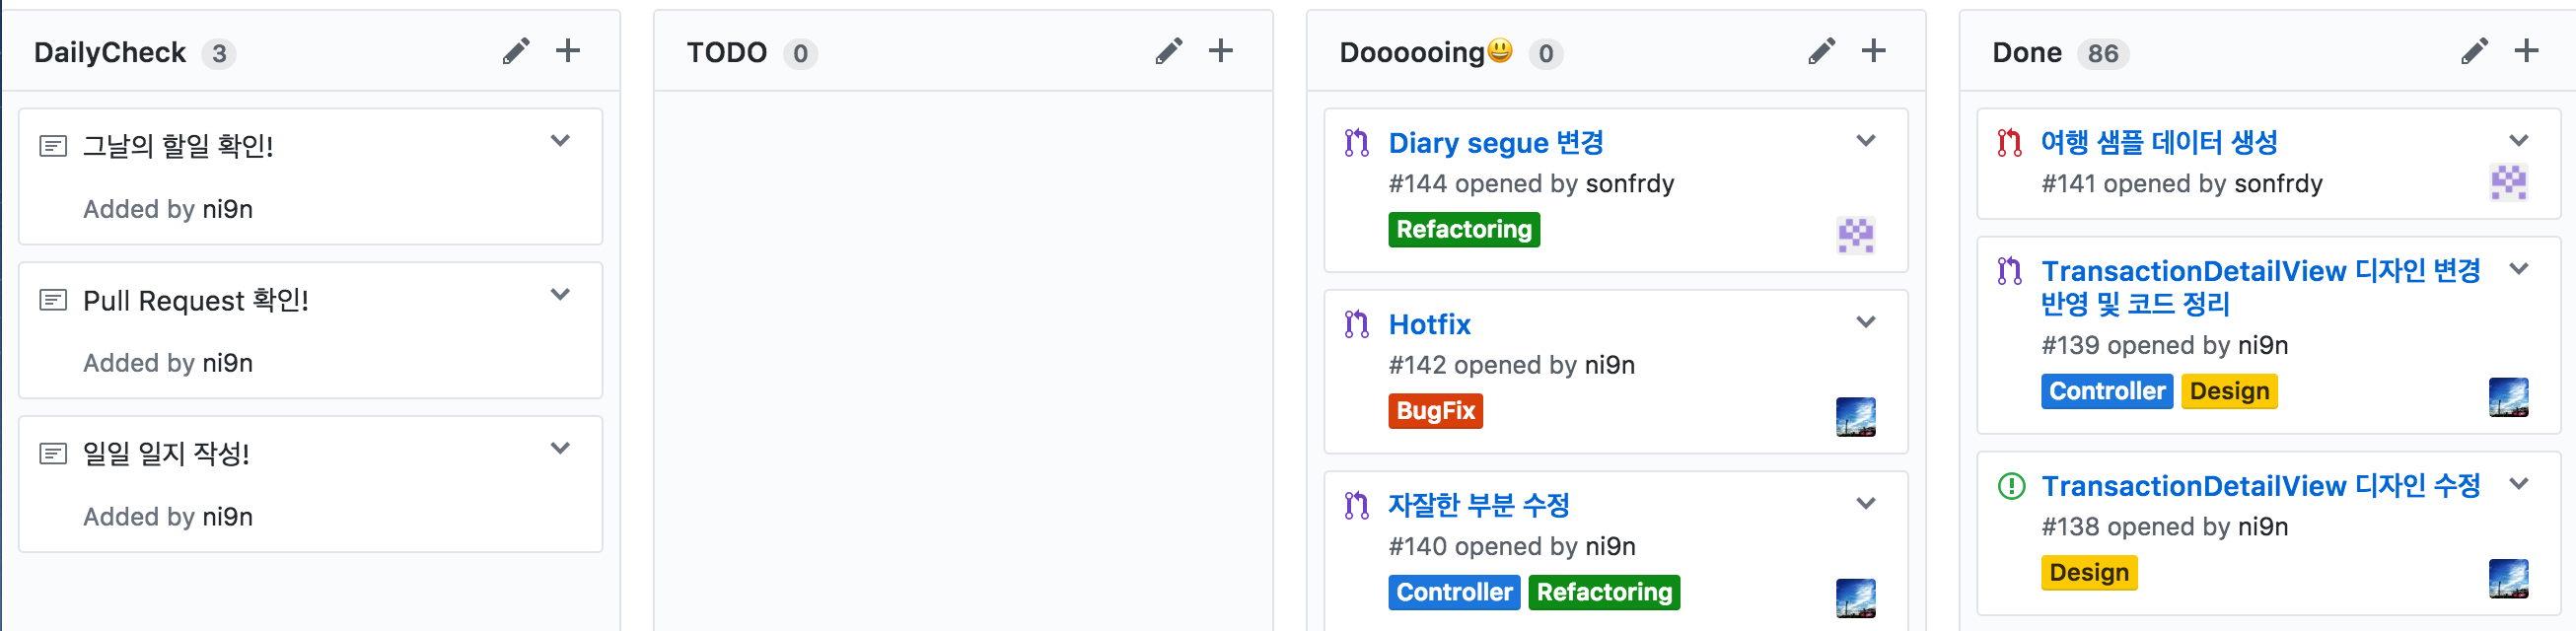 DailyCheck 3
그날의 할일 확인!
Added by ni9n
Pull Request 확인!
Added by ni9n
일일 일지 작성!
Added by ni9n
TODO 0
Doooooing😃 0
Diary segue 변경
#144 opened by sonfrdy
Refactoring
Hotfix
#142 opened by ni9n
BugFix
자잘한 부분 수정
#140 opened by ni9n
Controller Refactoring
Done 86
여행 샘플 데이터 생성
#141 opened by sonfrdy
TransactionDetailView 디자인 변경
반영 및 코드 정리
#139 opened by ni9n
Controller Design
TransactionDetailView 디자인 수정
#138 opened by ni9n
Design